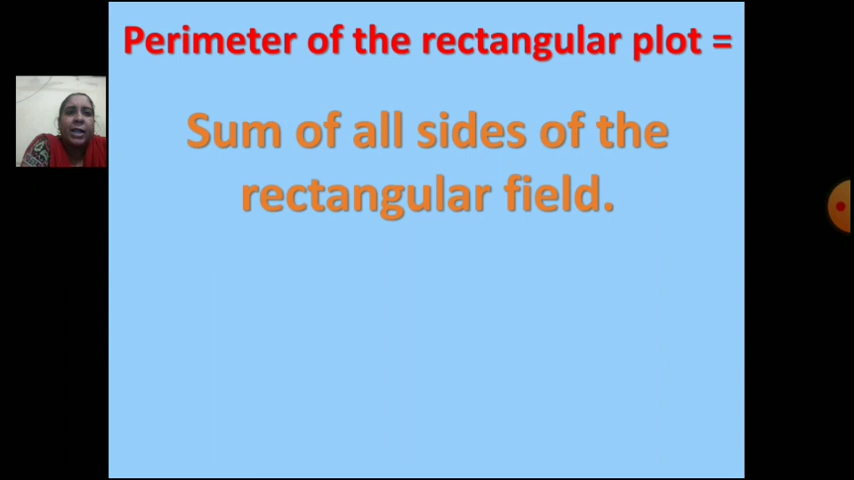 Perimeter of the rectangular plot =
Sum of all sides of the
rectangular field.